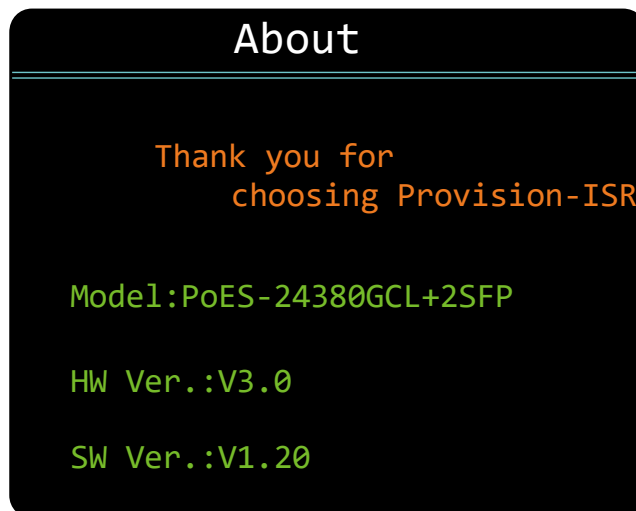 About
Thank you for
choosing Provision-ISR
Model:PoES-24380GCL+2SFP
HW Ver.:V3.0
SW Ver.:V1.20